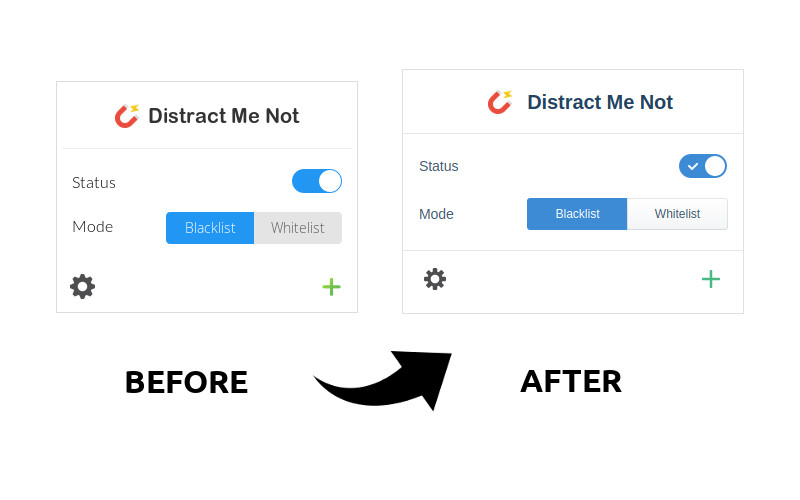 Distract Me Not
Status
Mode
Blacklist
Whitelist
BEFORE
Distract Me Not
Status
Mode
Blacklist
Whitelist
AFTER